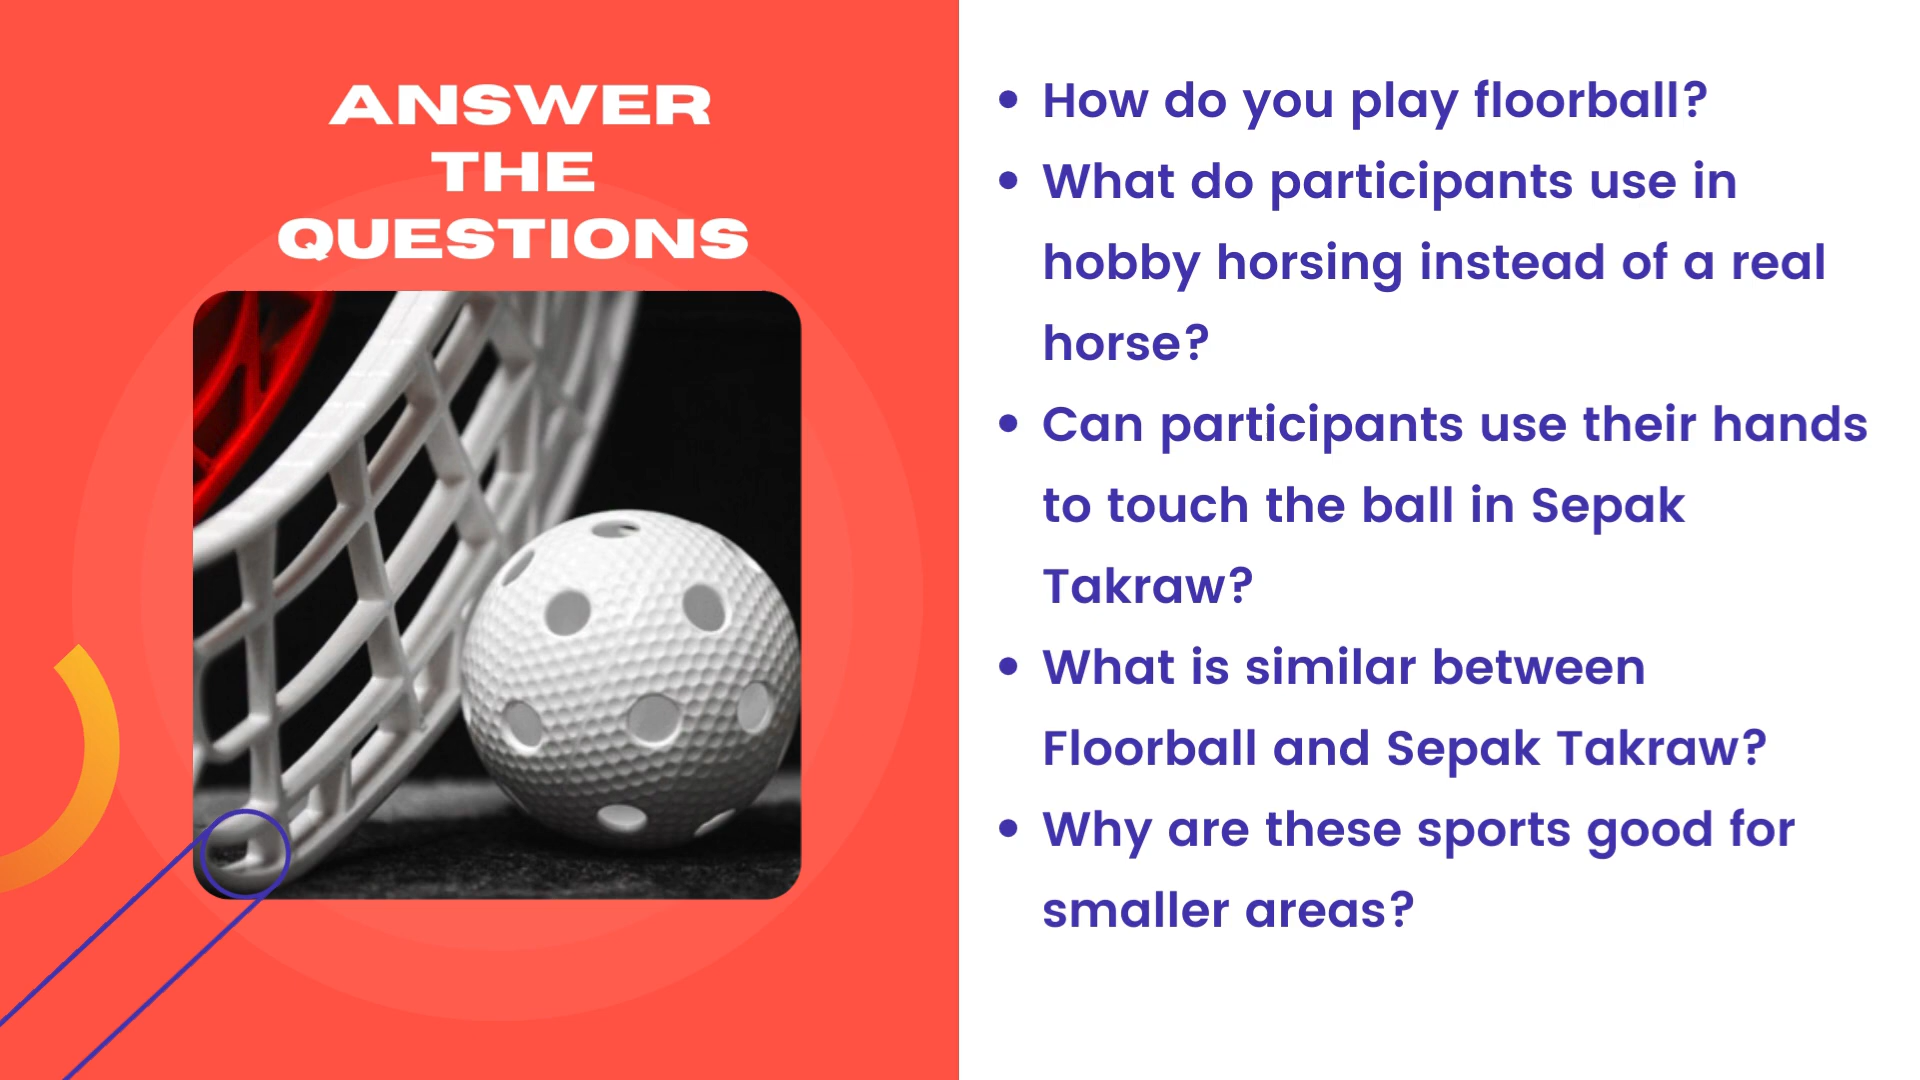 ANSWER
THE
QUESTIONS
• How do you play floorball?
• What do participants use in
hobby horsing instead of a real
horse?
• Can participants use their hands
to touch the ball in Sepak
Takraw?
• What is similar between
Floorball and Sepak Takraw?
• Why are these sports good for
smaller areas?